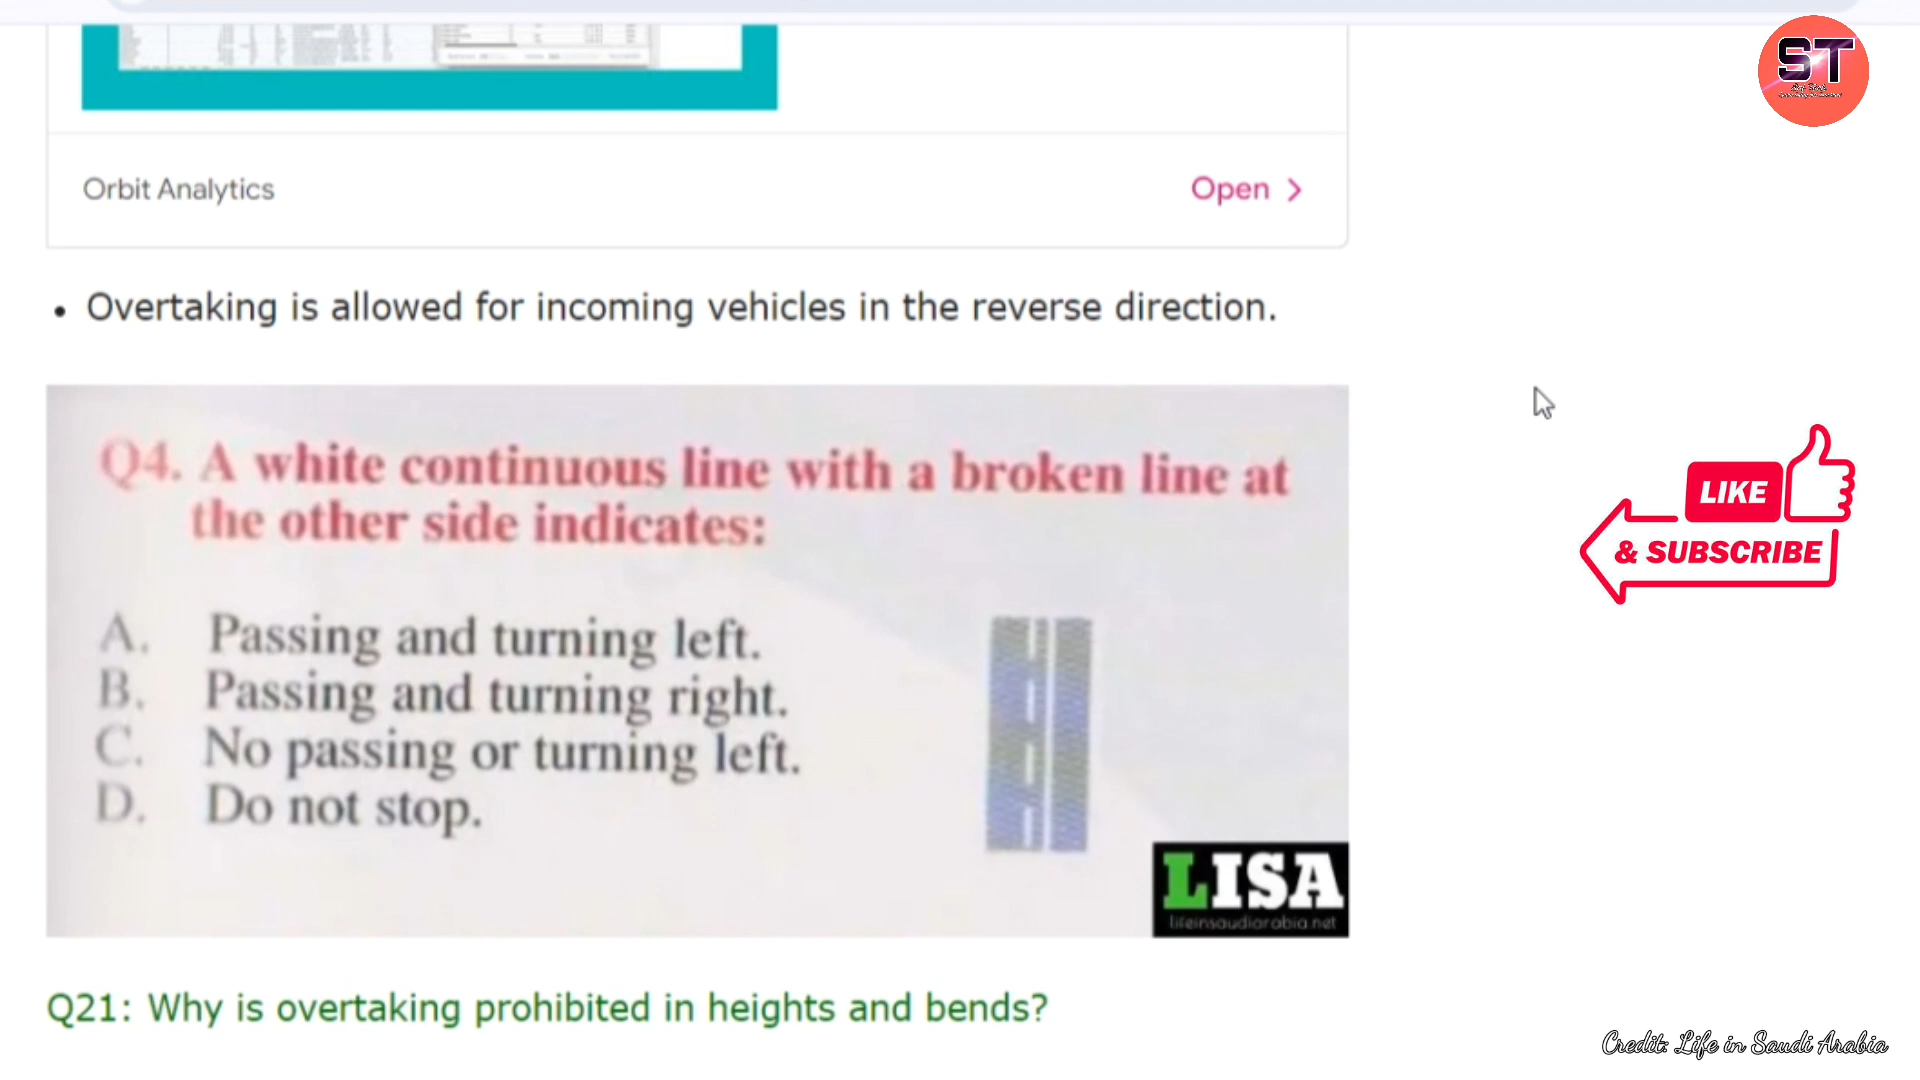 ST
Orbit Analytics
Open
• Overtaking is allowed for incoming vehicles in the reverse direction.
Q4. A white continuous line with a broken line at
the other side indicates:
A. Passing and turning left.
B. Passing and turning right.
C. No passing or turning left.
D. Do not stop.
LIKE
& SUBSCRIBE
LISA
lifeinsaudiarabia.net
Q21: Why is overtaking prohibited in heights and bends?
Credit: Life in Saudi Arabia